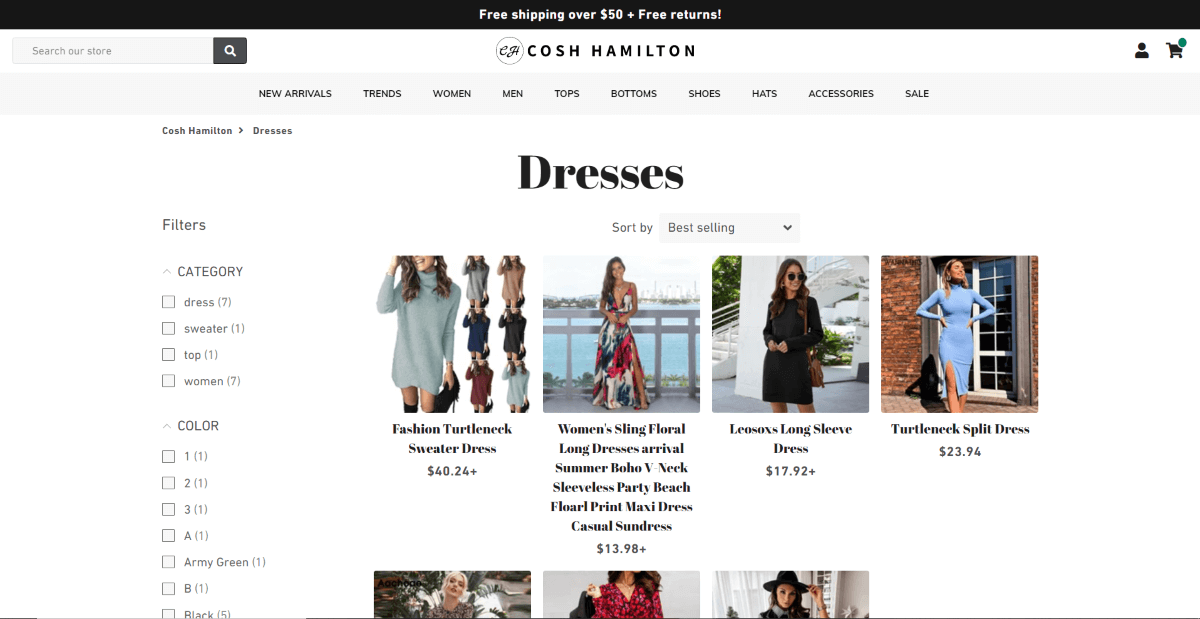 Free shipping over $50 + Free returns!
Search our store
CH COSH HAMILTON
NEW ARRIVALS TRENDS WOMEN MEN TOPS BOTTOMS SHOES HATS ACCESSORIES SALE
Cosh Hamilton > Dresses
Dresses
Filters
Sort by Best selling
CATEGORY
dress (7)
sweater (1)
top (1)
women (7)
COLOR
1 (1)
2 (1)
3 (1)
A (1)
Army Green (1)
B (1)
Black (5)
Fashion Turtleneck
Sweater Dress
$40.24+
Women's Sling Floral
Long Dresses arrival
Summer Boho V-Neck
Sleeveless Party Beach
Floarl Print Maxi Dress
Casual Sundress
$13.98+
Leosoxs Long Sleeve
Dress
$17.92+
Turtleneck Split Dress
$23.94